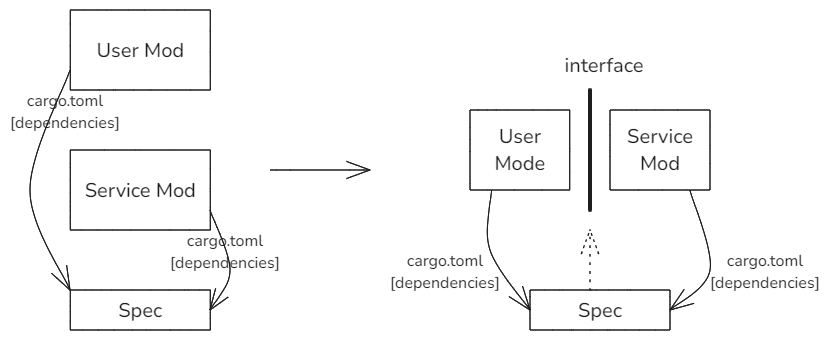 User Mod
cargo.toml
[dependencies]
Service Mod
cargo.toml
[dependencies]
Spec
interface
User
Mode
Service
Mod
cargo.toml
[dependencies]
cargo.toml
[dependencies]
Spec